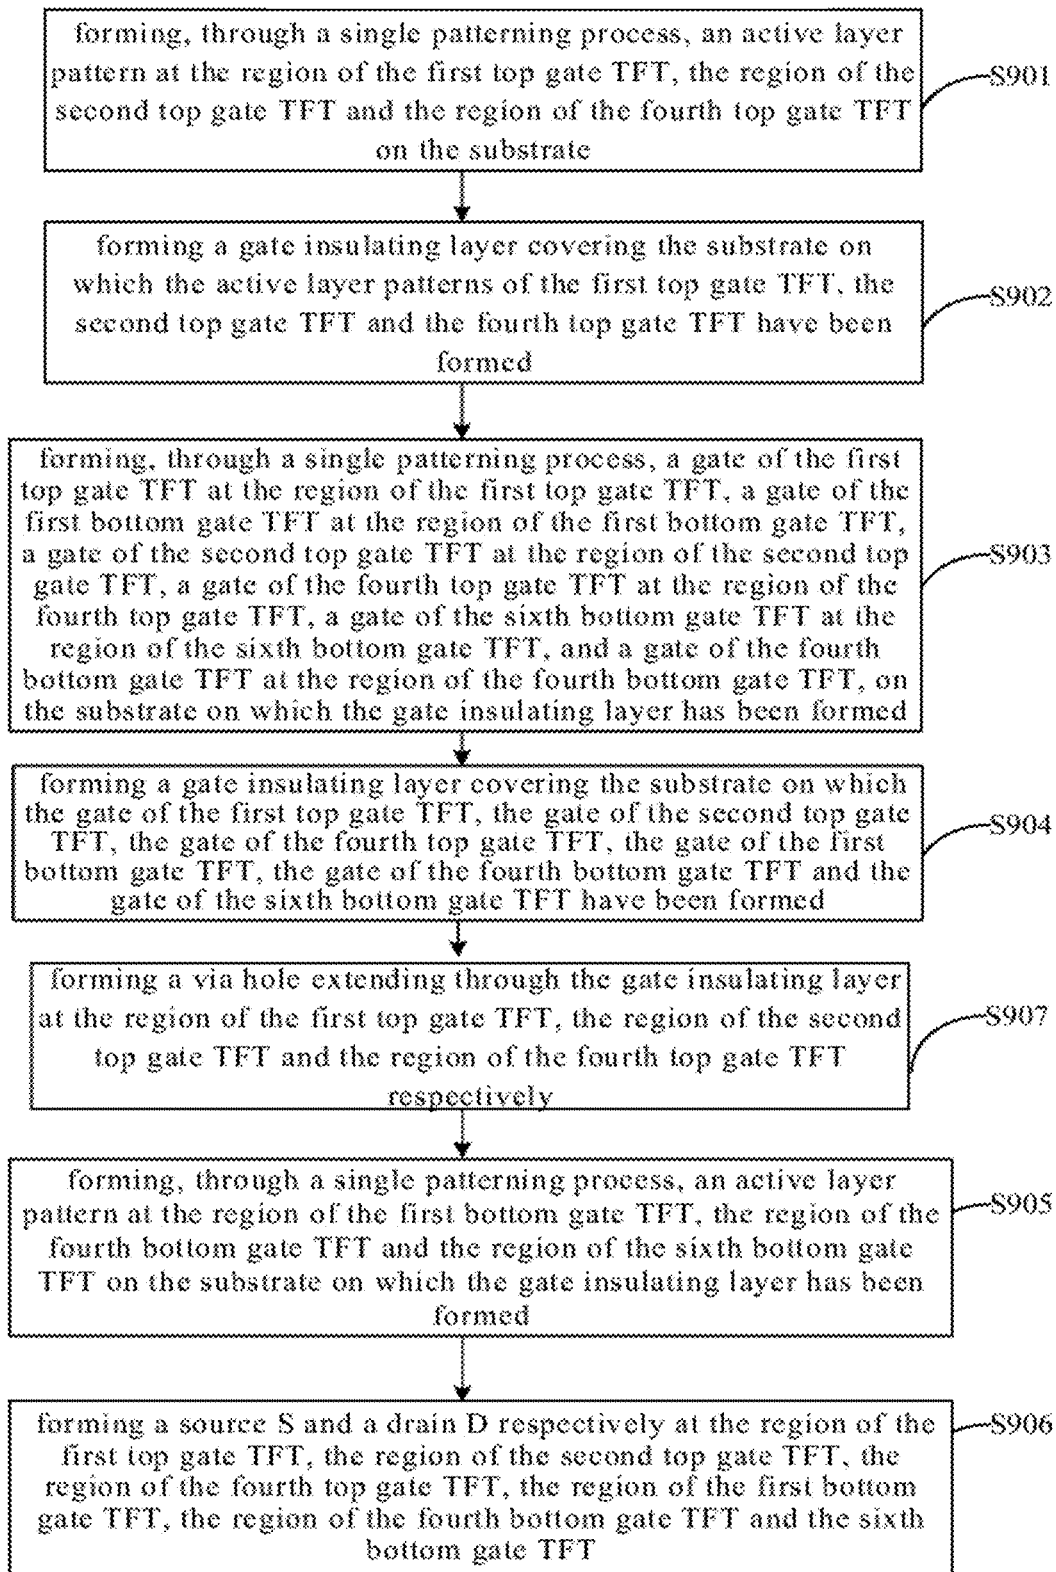 forming, through a single patterning process, an active layer
pattern at the region of the first top gate TFT, the region of the
second top gate TFT and the region of the fourth top gate TFT
on the substrate
S901
forming a gate insulating layer covering the substrate on
which the active layer patterns of the first top gate TFT, the
second top gate TFT and the fourth top gate TFT have been
formed
S902
forming, through a single patterning process, a gate of the first
top gate TFT at the region of the first top gate TFT, a gate of the
first bottom gate TFT at the region of the first bottom gate TFT,
a gate of the second top gate TFT at the region of the second top
gate TFT, a gate of the fourth top gate TFT at the region of the
fourth top gate TFT, a gate of the sixth bottom gate TFT at the
region of the sixth bottom gate TFT, and a gate of the fourth
bottom gate TFT at the region of the fourth bottom gate TFT, on
the substrate on which the gate insulating layer has been formed
S903
forming a gate insulating layer covering the substrate on which
the gate of the first top gate TFT, the gate of the second top gate
TFT, the gate of the fourth top gate TFT, the gate of the first
bottom gate TFT, the gate of the fourth bottom gate TFT and the
gate of the sixth bottom gate TFT have been formed
S904
forming a via hole extending through the gate insulating layer
at the region of the first top gate TFT, the region of the second
top gate TFT and the region of the fourth top gate TFT
respectively
S907
forming, through a single patterning process, an active layer
pattern at the region of the first bottom gate TFT, the region of the
fourth bottom gate TFT and the region of the sixth bottom gate
TFT on the substrate on which the gate insulating layer has been
formed
S905
forming a source S and a drain D respectively at the region of the
first top gate TFT, the region of the second top gate TFT, the
region of the fourth top gate TFT, the region of the first bottom
gate TFT, the region of the fourth bottom gate TFT and the sixth
bottom gate TFT
S906